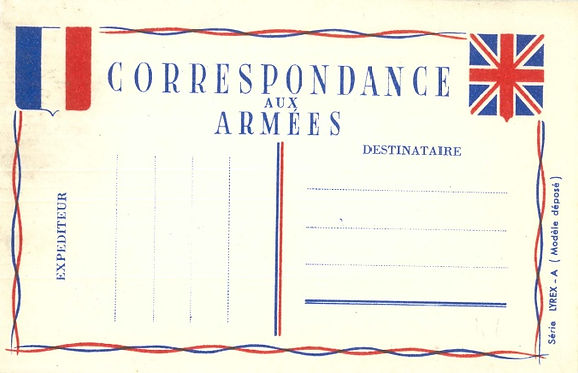 CORRESPONDANCE
AUX
ARMÉES
DESTINATAIRE
EXPEDITEUR
Série LYREX - A ( Modèle déposé )